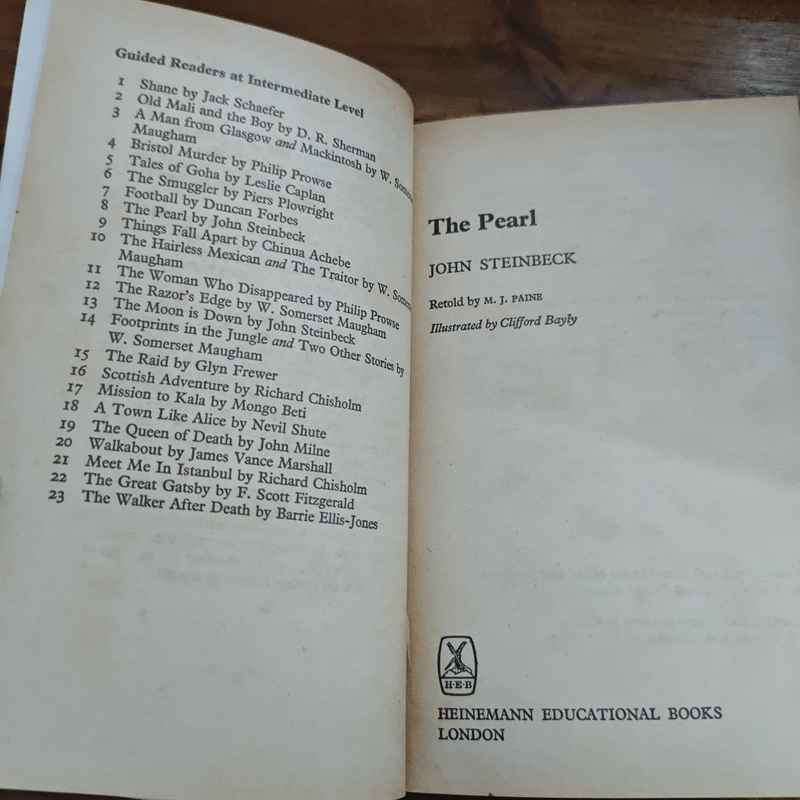 Guided Readers at Intermediate Level
1 Shane by Jack Schaefer
2 Old Mali and the Boy by D. R. Sherman
3 A Man from Glasgow and Mackintosh by W. Somerset
Maugham
4 Bristol Murder by Philip Prowse
5 Tales of Goha by Leslie Caplan
6 The Smuggler by Piers Plowright
7 Football by Duncan Forbes
8 The Pearl by John Steinbeck
9 Things Fall Apart by Chinua Achebe
10 The Hairless Mexican and The Traitor by W. Somerset
Maugham
11 The Woman Who Disappeared by Philip Prowse
12 The Razor's Edge by W. Somerset Maugham
13 The Moon is Down by John Steinbeck
14 Footprints in the Jungle and Two Other Stories by
W. Somerset Maugham
15 The Raid by Glyn Frewer
16 Scottish Adventure by Richard Chisholm
17 Mission to Kala by Mongo Beti
18 A Town Like Alice by Nevil Shute
19 The Queen of Death by John Milne
20 Walkabout by James Vance Marshall
21 Meet Me In Istanbul by Richard Chisholm
22 The Great Gatsby by F. Scott Fitzgerald
23 The Walker After Death by Barrie Ellis-Jones
The Pearl
JOHN STEINBECK
Retold by M. J. PAINE
Illustrated by Clifford Bayly
H·E·B
HEINEMANN EDUCATIONAL BOOKS
LONDON